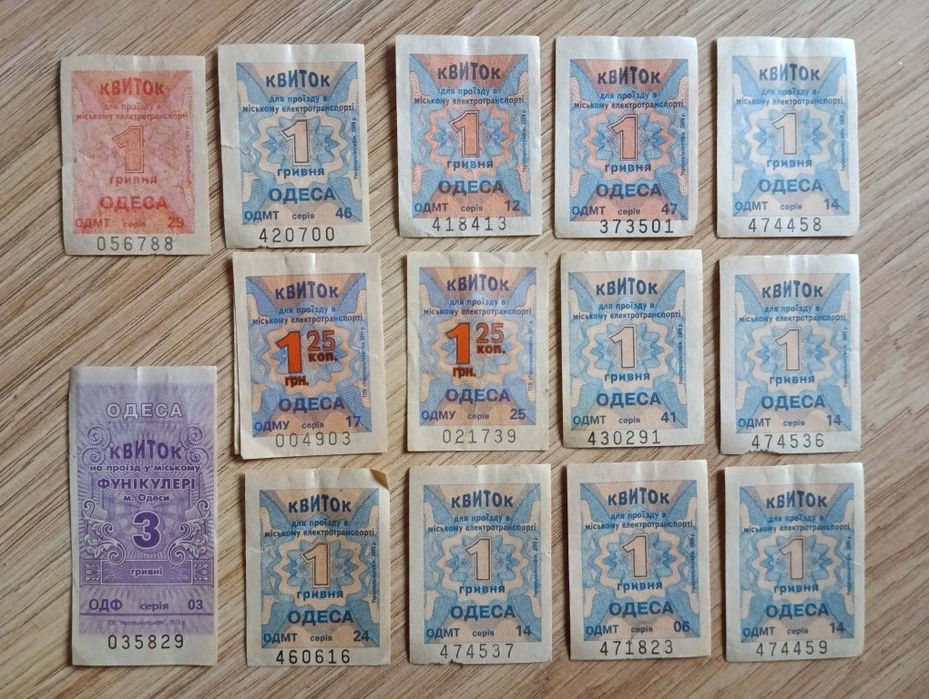 КВИТОК
для проїзду в
міському електротранспорті
1
гривня
ОДЕСА
ОДМТ серія 29
056788
КВИТОК
для проїзду в
міському електротранспорті
1
гривня
ОДЕСА
ОДМТ серія 46
420700
КВИТОК
для проїзду в
міському електротранспорті
1
гривня
ОДЕСА
ОДМТ серія 12
418413
КВИТОК
для проїзду в
міському електротранспорті
1
гривня
ОДЕСА
ОДМТ серія 47
373501
КВИТОК
для проїзду в
міському електротранспорті
1
гривня
ОДЕСА
ОДМТ серія 14
474458
КВИТОК
для проїзду в
міському електротранспорті
1 25
грн. коп.
ОДЕСА
ОДМУ серія 17
004903
КВИТОК
для проїзду в
міському електротранспорті
1 25
грн. коп.
ОДЕСА
ОДМУ серія 25
021739
КВИТОК
для проїзду в
міському електротранспорті
1
гривня
ОДЕСА
ОДМТ серія 41
430291
КВИТОК
для проїзду в
міському електротранспорті
1
гривня
ОДЕСА
ОДМТ серія 14
474536
ОДЕСА
КВИТОК
на проїзд у міському
ФУНІКУЛЕРІ
м. Одеси
3
гривні
ОДФ серія 03
035829
КВИТОК
для проїзду в
міському електротранспорті
1
гривня
ОДЕСА
ОДМТ серія 24
460616
КВИТОК
для проїзду в
міському електротранспорті
1
гривня
ОДЕСА
ОДМТ серія 14
474537
КВИТОК
для проїзду в
міському електротранспорті
1
гривня
ОДЕСА
ОДМТ серія 06
471823
КВИТОК
для проїзду в
міському електротранспорті
1
гривня
ОДЕСА
ОДМТ серія 14
474459